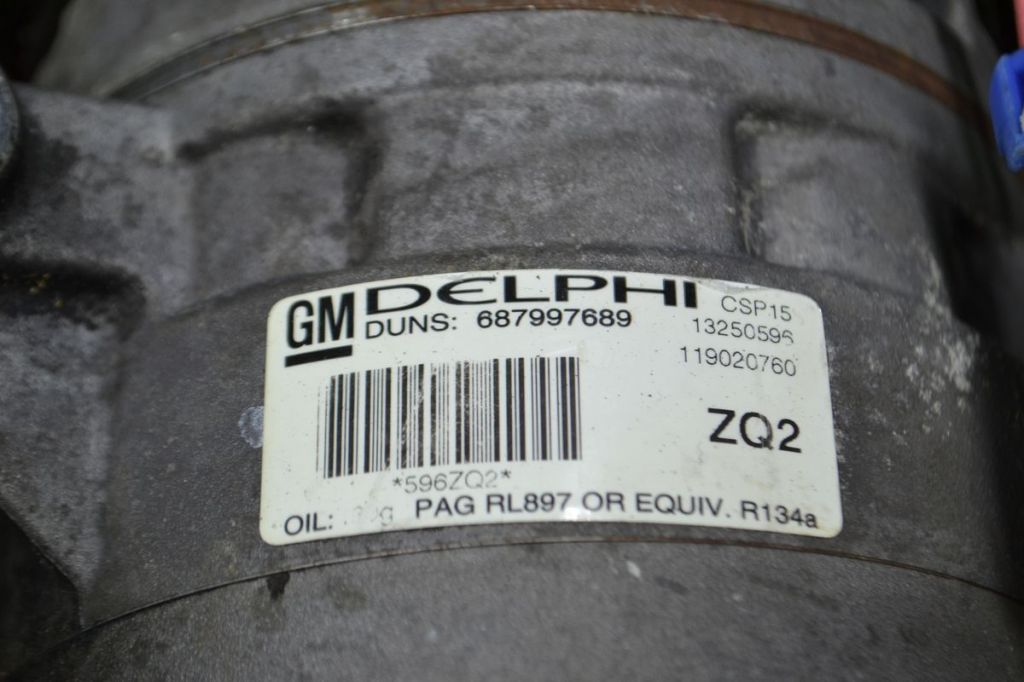 GM DELPHI CSP15
DUNS: 687997689 13250596
119020760
ZQ2
*596ZQ2*
OIL: PAG RL897 OR EQUIV. R134a